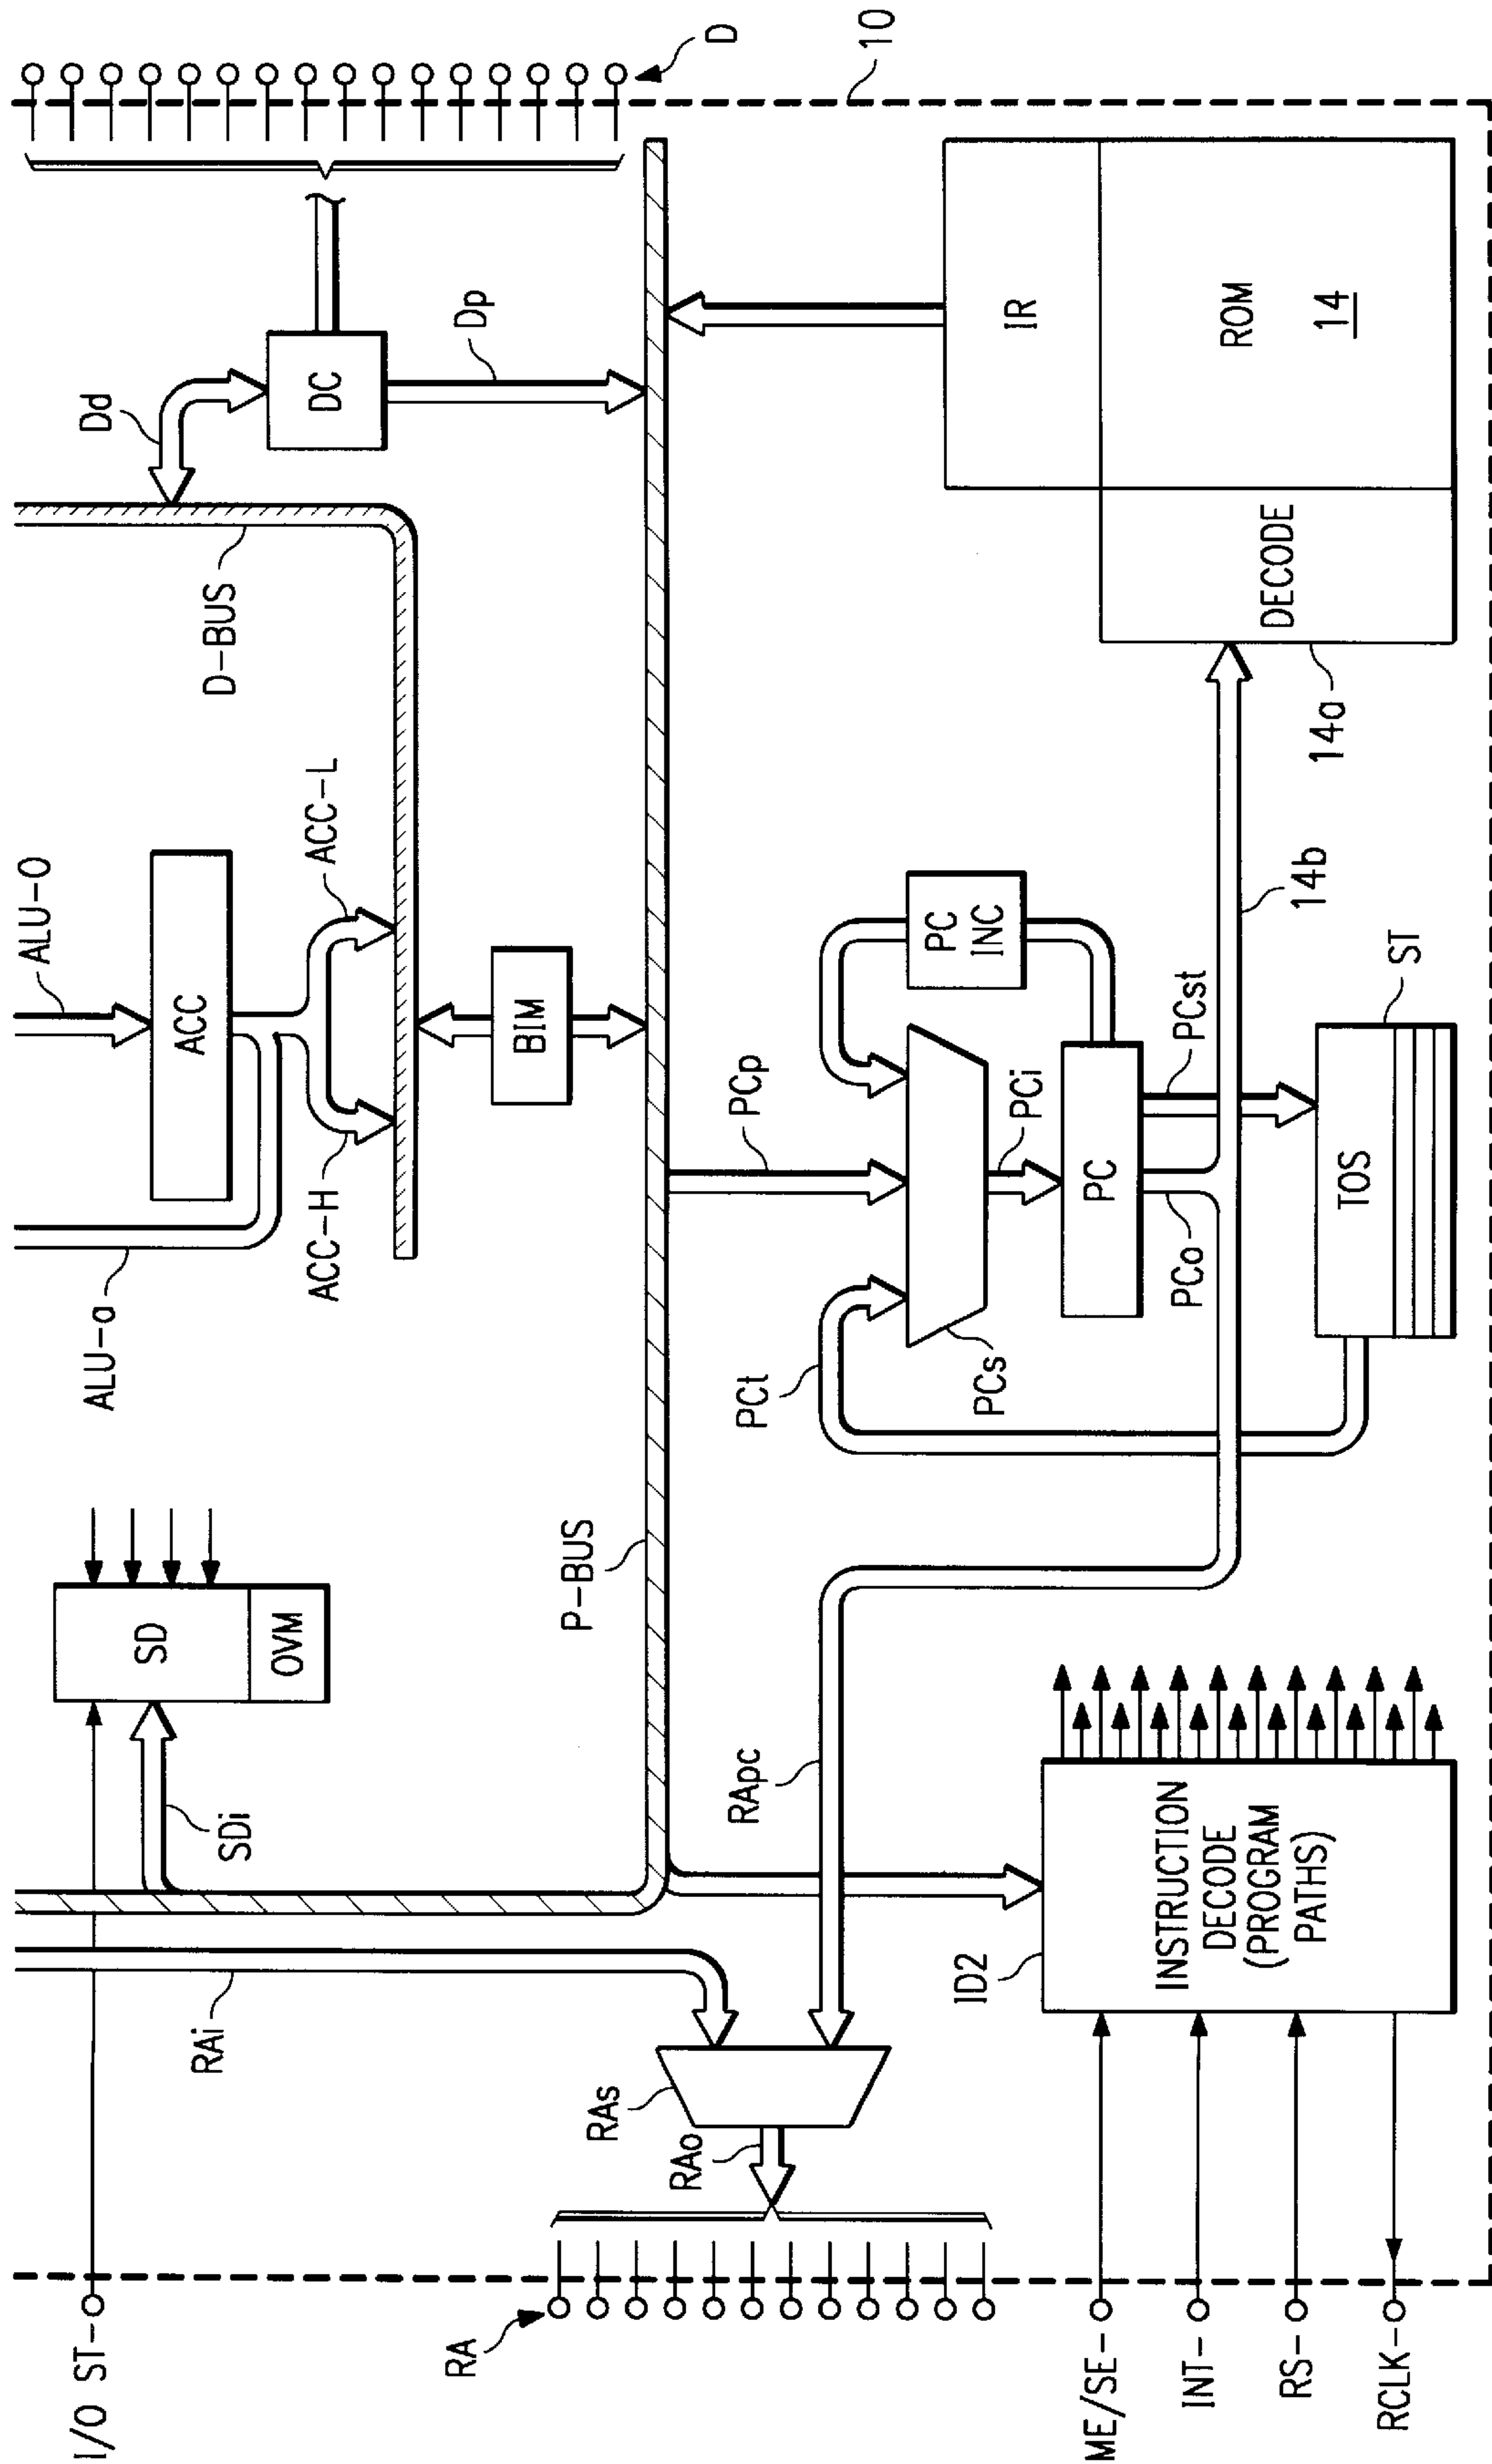 I/O ST-
RAi
SDi
SD
OVM
ALU-a
ALU-O
ACC
ACC-H
ACC-L
D-BUS
Dd
DC
Dp
D
10
BIM
P-BUS
RA
RAo
RAs
RApc
PCt
PCs
PCp
PCi
PC
INC
PC
PCo
PCst
TOS
ST
14b
14a
DECODE
IR
ROM
14
ID2
INSTRUCTION
DECODE
(PROGRAM
PATHS)
ME/SE-
INT-
RS-
RCLK-